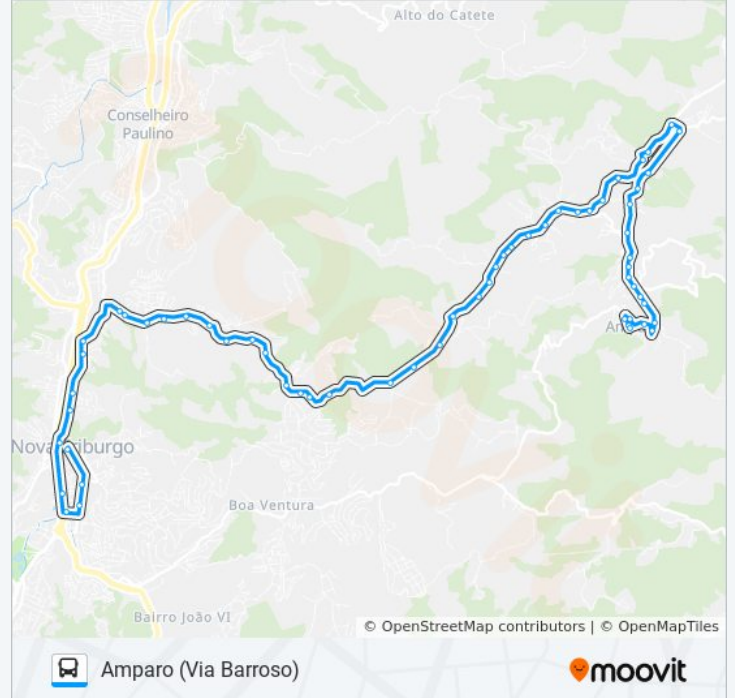 Alto do Catete
Conselheiro
Paulino
Nova Friburgo
Boa Ventura
Bairro João VI
© OpenStreetMap contributors | © OpenMapTiles
Amparo (Via Barroso)
moovit